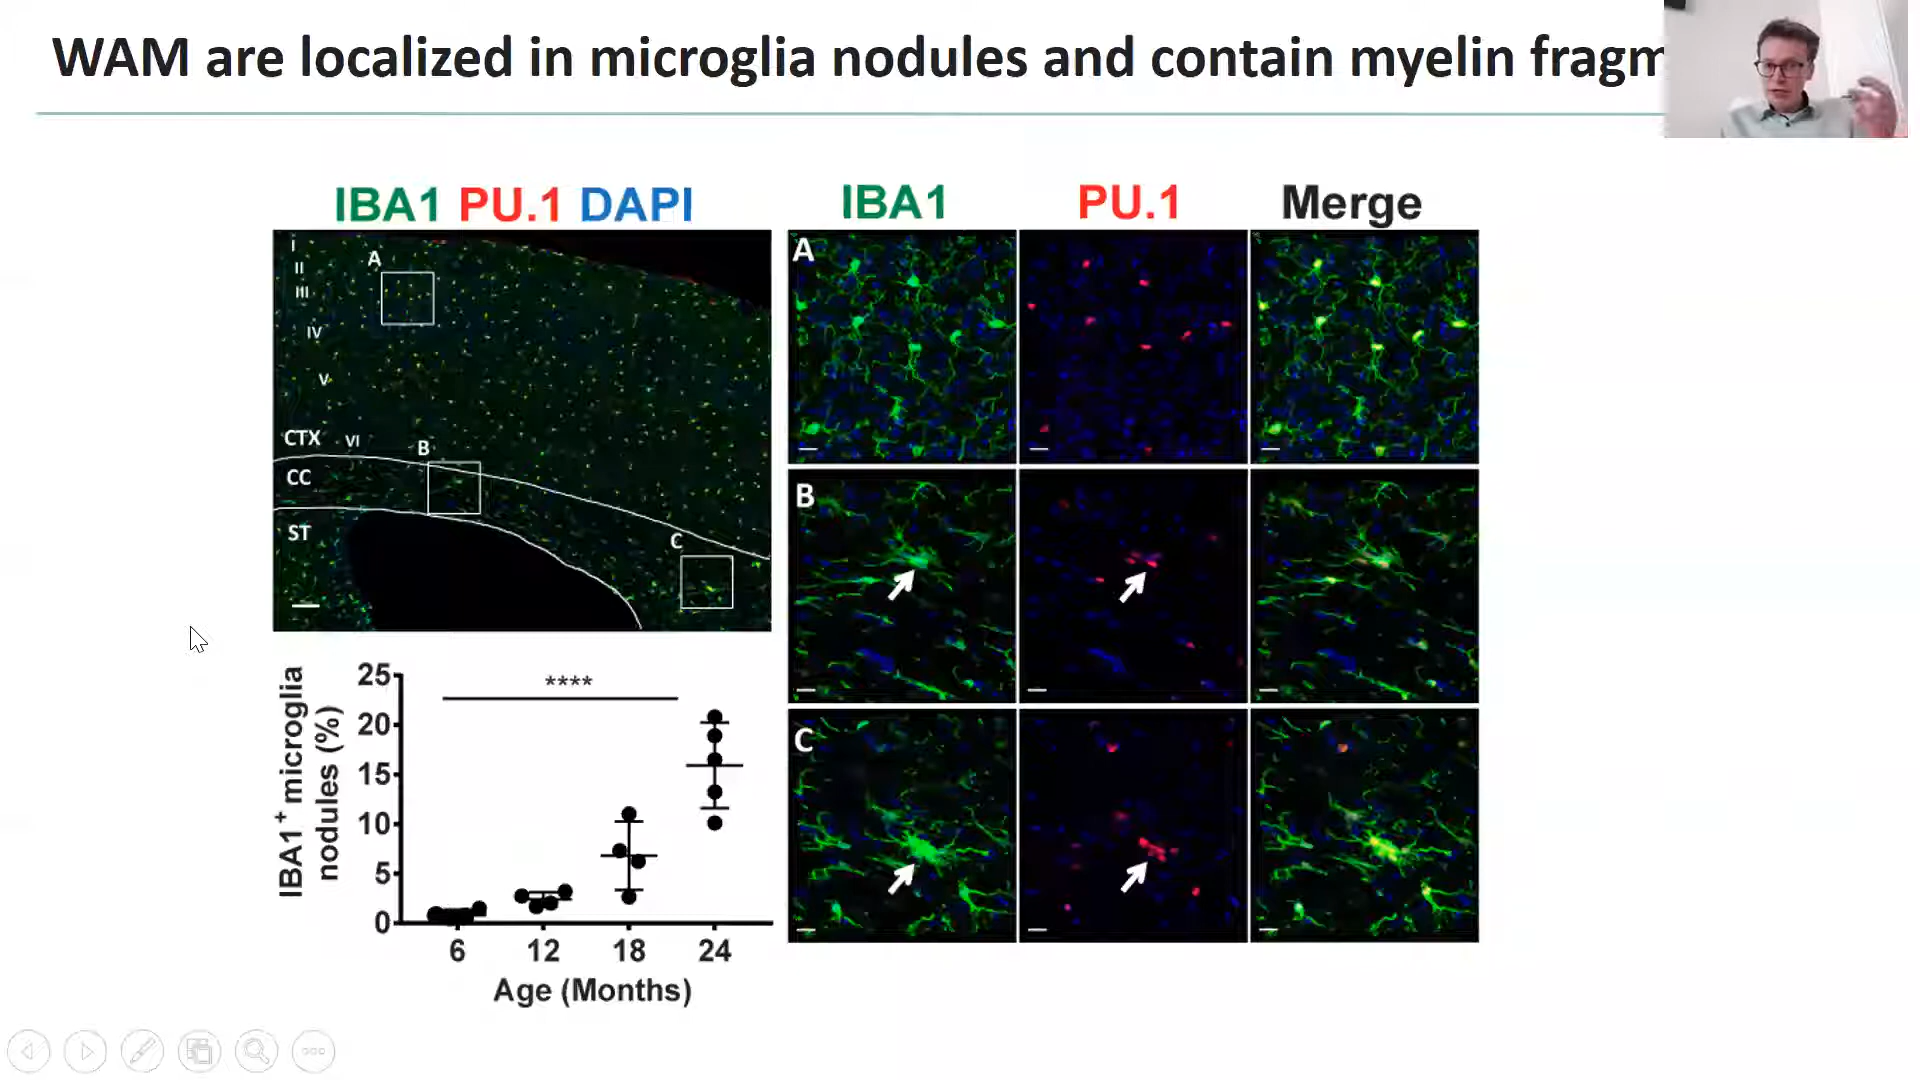 WAM are localized in microglia nodules and contain myelin fragm
IBA1 PU.1 DAPI
I
II
III
IV
V
VI
A
B
C
CTX
CC
ST
IBA1 PU.1 Merge
A
B
C
IBA1+ microglia
nodules (%)
25
20
15
10
5
0
****
6 12 18 24
Age (Months)